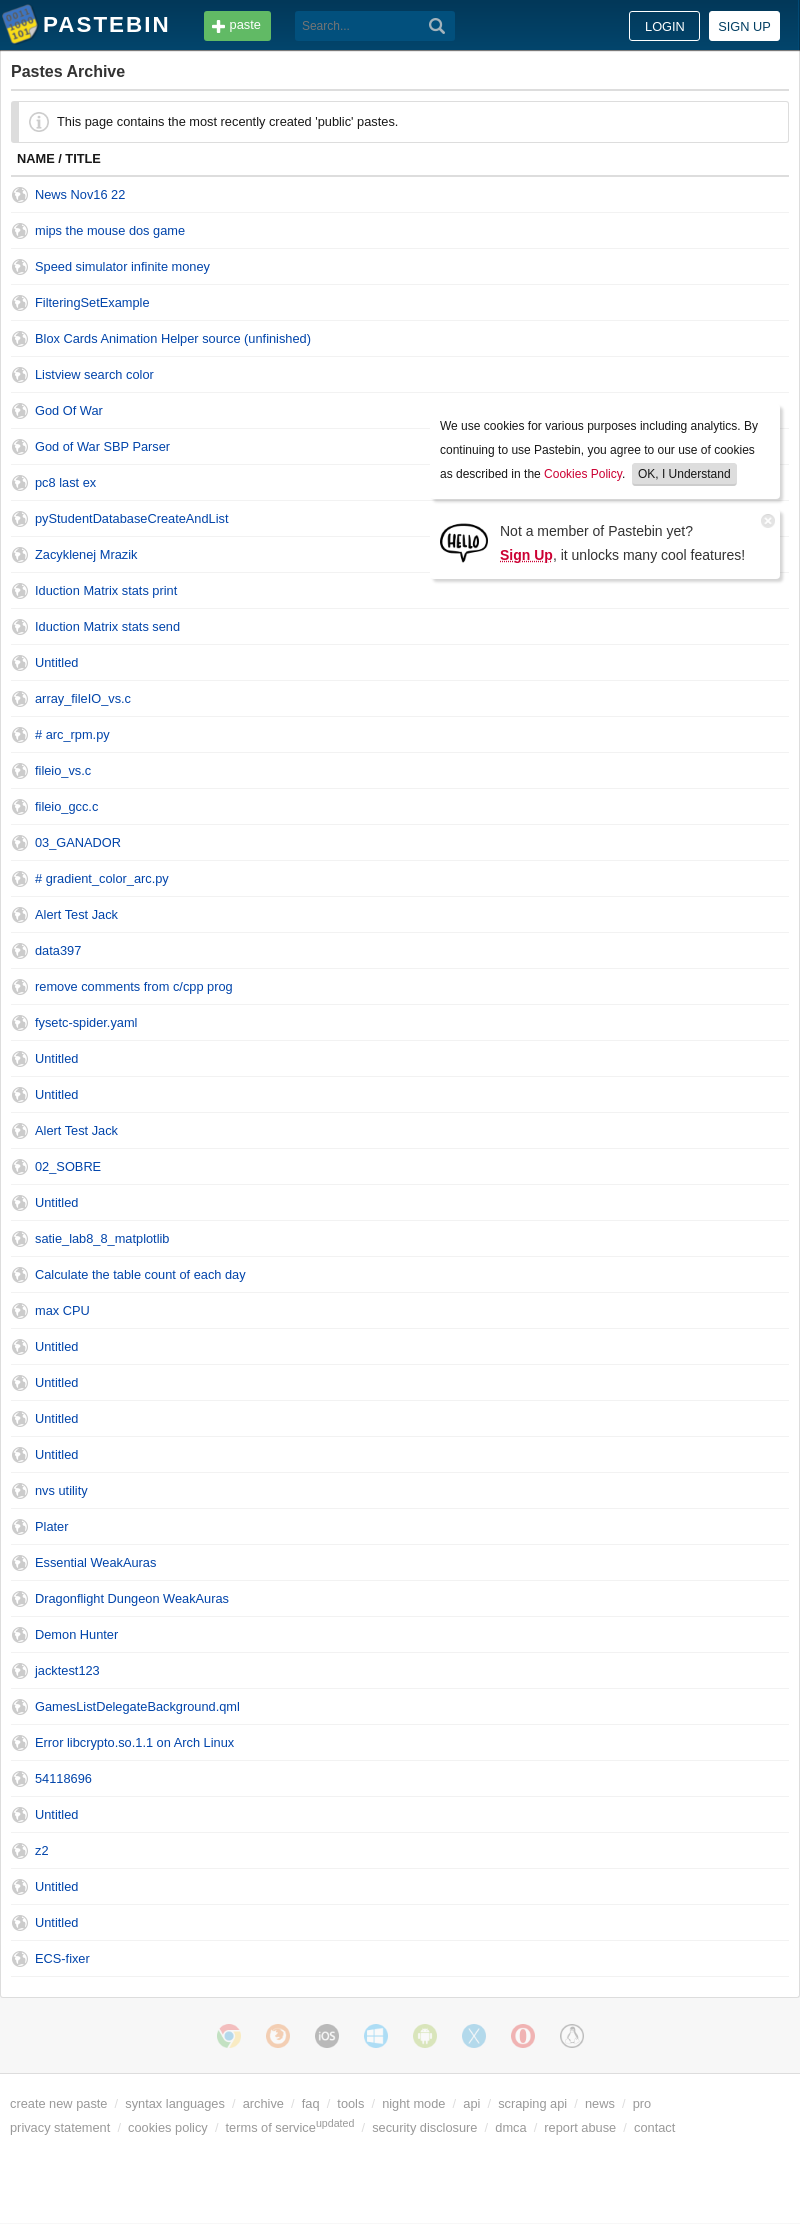 PASTEBIN
paste
Search...
LOGIN
SIGN UP
Pastes Archive
This page contains the most recently created 'public' pastes.
NAME / TITLE
News Nov16 22
mips the mouse dos game
Speed simulator infinite money
FilteringSetExample
Blox Cards Animation Helper source (unfinished)
Listview search color
God Of War
God of War SBP Parser
pc8 last ex
pyStudentDatabaseCreateAndList
Zacyklenej Mrazik
Iduction Matrix stats print
Iduction Matrix stats send
Untitled
array_fileIO_vs.c
# arc_rpm.py
fileio_vs.c
fileio_gcc.c
03_GANADOR
# gradient_color_arc.py
Alert Test Jack
data397
remove comments from c/cpp prog
fysetc-spider.yaml
Untitled
Untitled
Alert Test Jack
02_SOBRE
Untitled
satie_lab8_8_matplotlib
Calculate the table count of each day
max CPU
Untitled
Untitled
Untitled
Untitled
nvs utility
Plater
Essential WeakAuras
Dragonflight Dungeon WeakAuras
Demon Hunter
jacktest123
GamesListDelegateBackground.qml
Error libcrypto.so.1.1 on Arch Linux
54118696
Untitled
z2
Untitled
Untitled
ECS-fixer
We use cookies for various purposes including analytics. By
continuing to use Pastebin, you agree to our use of cookies
as described in the Cookies Policy. OK, I Understand
HELLO
Not a member of Pastebin yet?
Sign Up, it unlocks many cool features!
iOS
create new paste / syntax languages / archive / faq / tools / night mode / api / scraping api / news / pro
privacy statement / cookies policy / terms of serviceupdated / security disclosure / dmca / report abuse / contact